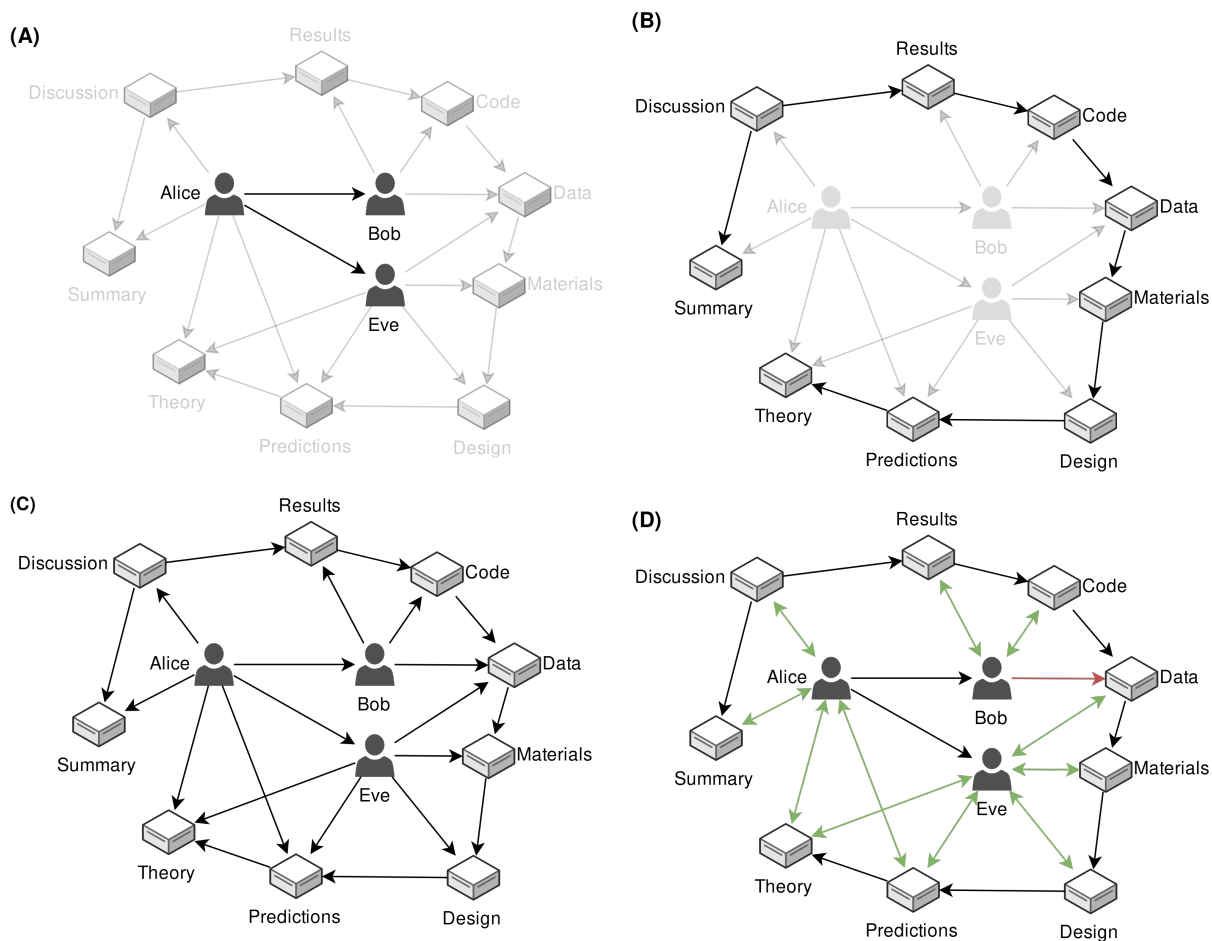 (A)
Results
Discussion
Code
Alice
Data
Bob
Summary
Materials
Eve
Theory
Predictions
Design
(B)
Results
Discussion
Code
Alice
Data
Bob
Summary
Materials
Eve
Theory
Predictions
Design
(C)
Results
Discussion
Code
Alice
Data
Bob
Summary
Materials
Eve
Theory
Predictions
Design
(D)
Results
Discussion
Code
Alice
Data
Bob
Summary
Materials
Eve
Theory
Predictions
Design